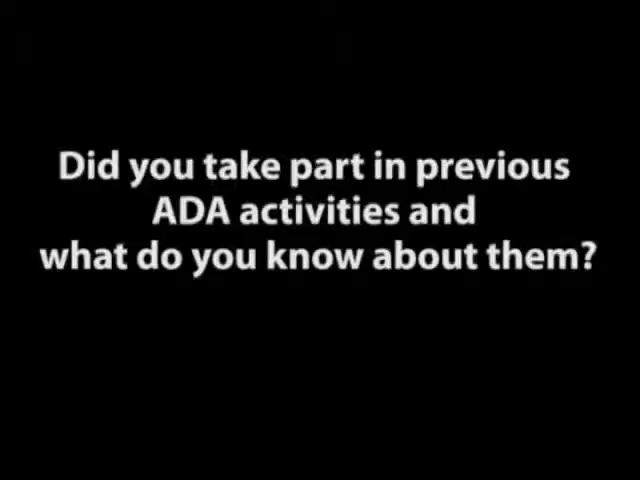 Did you take part in previous
ADA activities and
what do you know about them?